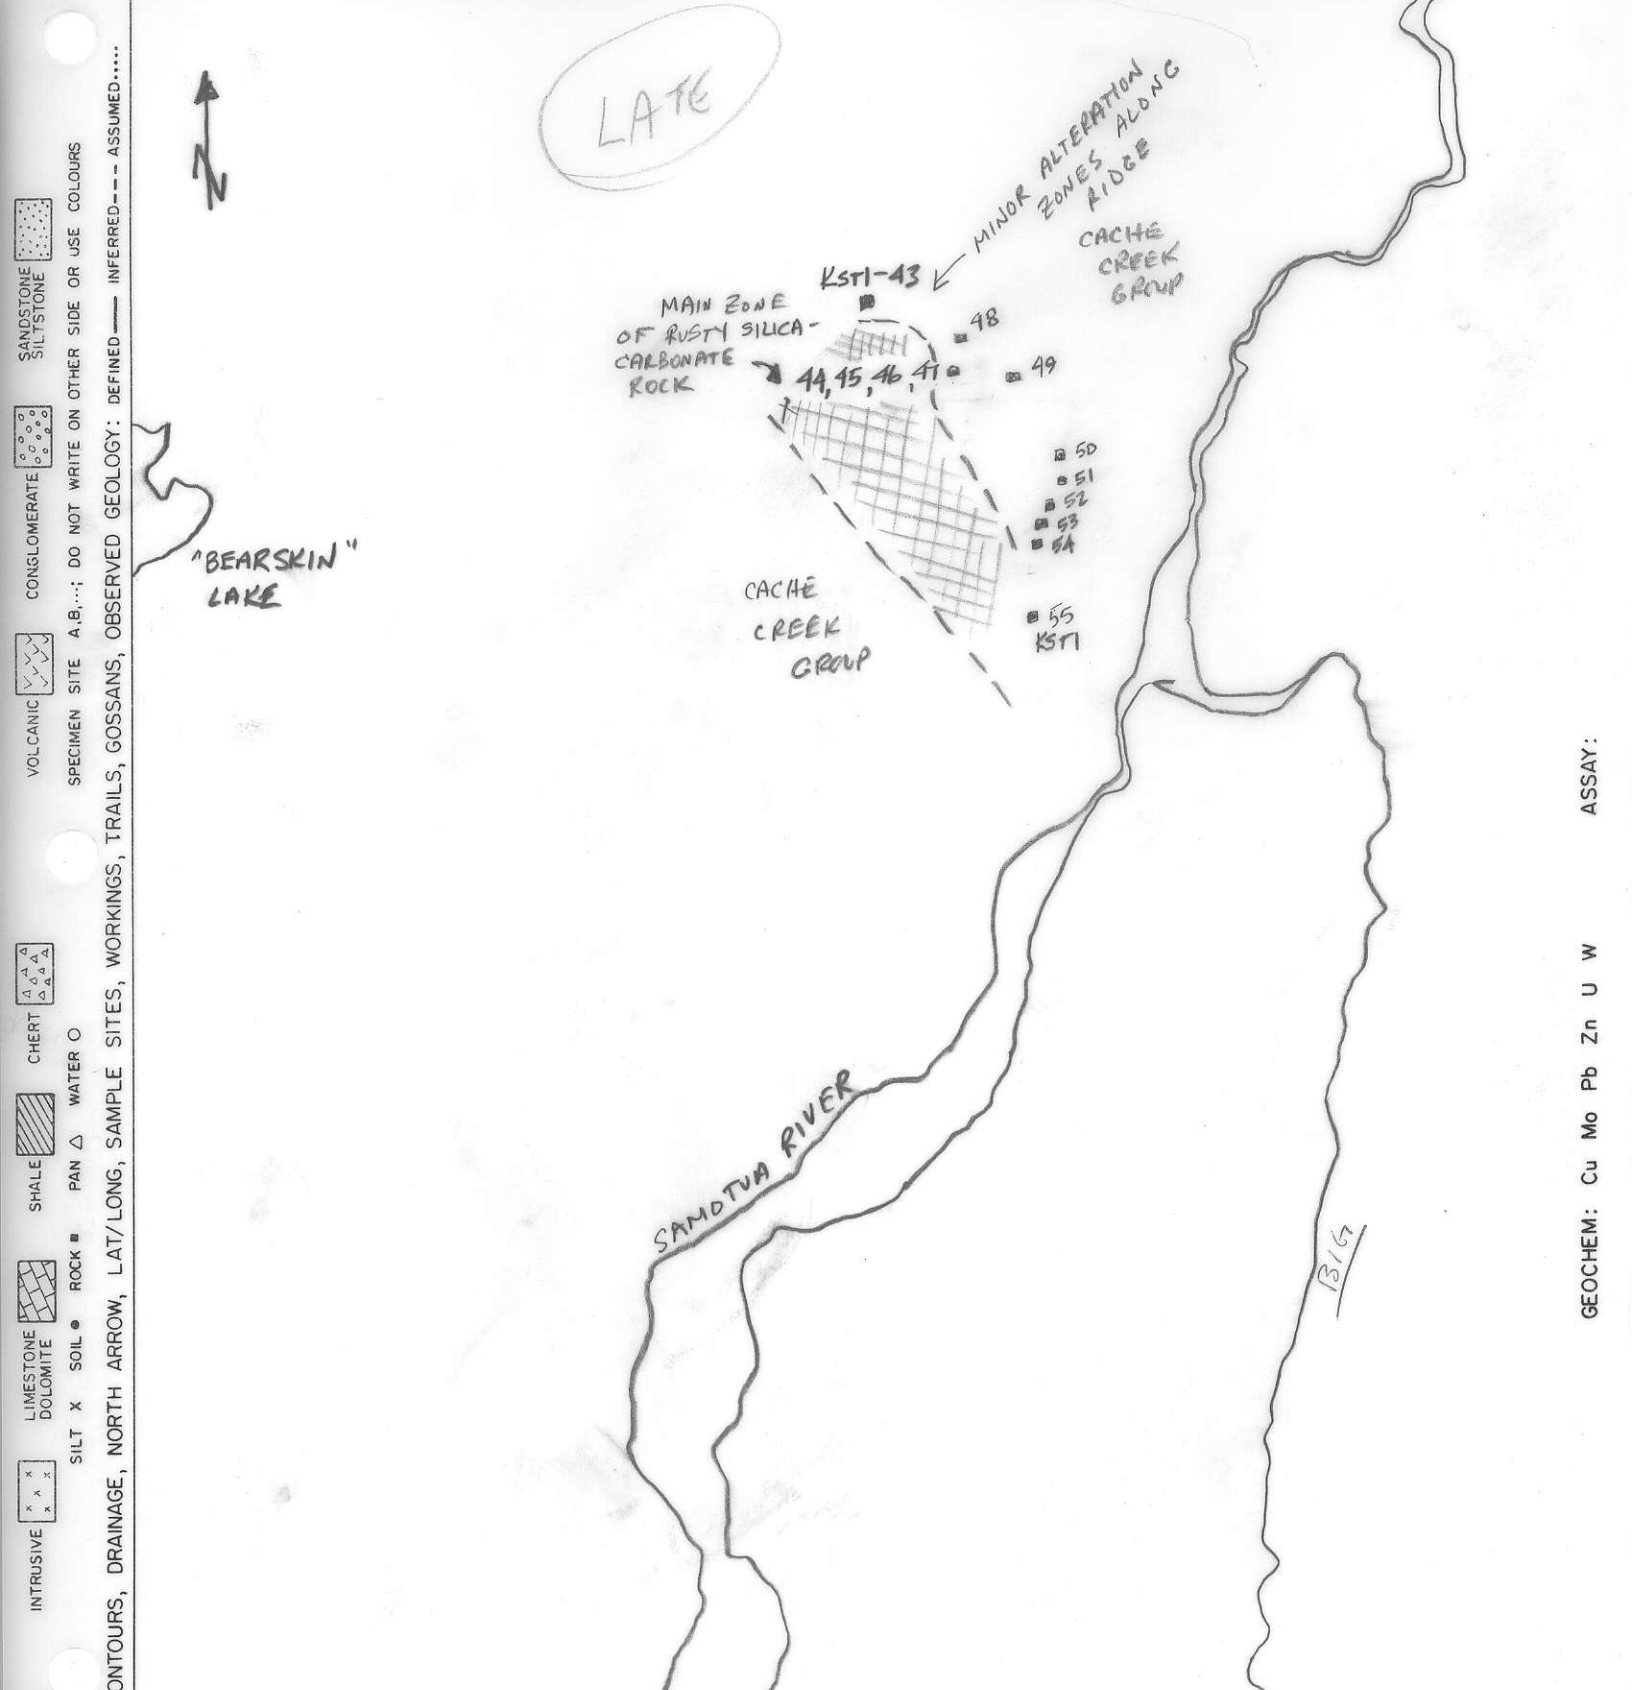 LATE
MINOR ALTERATION
ZONES ALONG
RIDGE
CACHE
CREEK
GROUP
KST1-43
MAIN ZONE
OF RUSTY SILICA-
CARBONATE
ROCK
44, 45, 46, 47
48
49
50
51
52
53
54
55
KST1
N
"BEARSKIN"
LAKE
CACHE
CREEK
GROUP
SAMOTUA RIVER
BIG
INTRUSIVE
LIMESTONE
DOLOMITE
SHALE
CHERT
VOLCANIC
CONGLOMERATE
SANDSTONE
SILTSTONE
SILT X SOIL ● ROCK ■ PAN △ WATER ○
SPECIMEN SITE A,B,...; DO NOT WRITE ON OTHER SIDE OR USE COLOURS
ONTOURS, DRAINAGE, NORTH ARROW, LAT/LONG, SAMPLE SITES, WORKINGS, TRAILS, GOSSANS, OBSERVED GEOLOGY: DEFINED—— INFERRED--- ASSUMED....
GEOCHEM: Cu Mo Pb Zn U W
ASSAY: